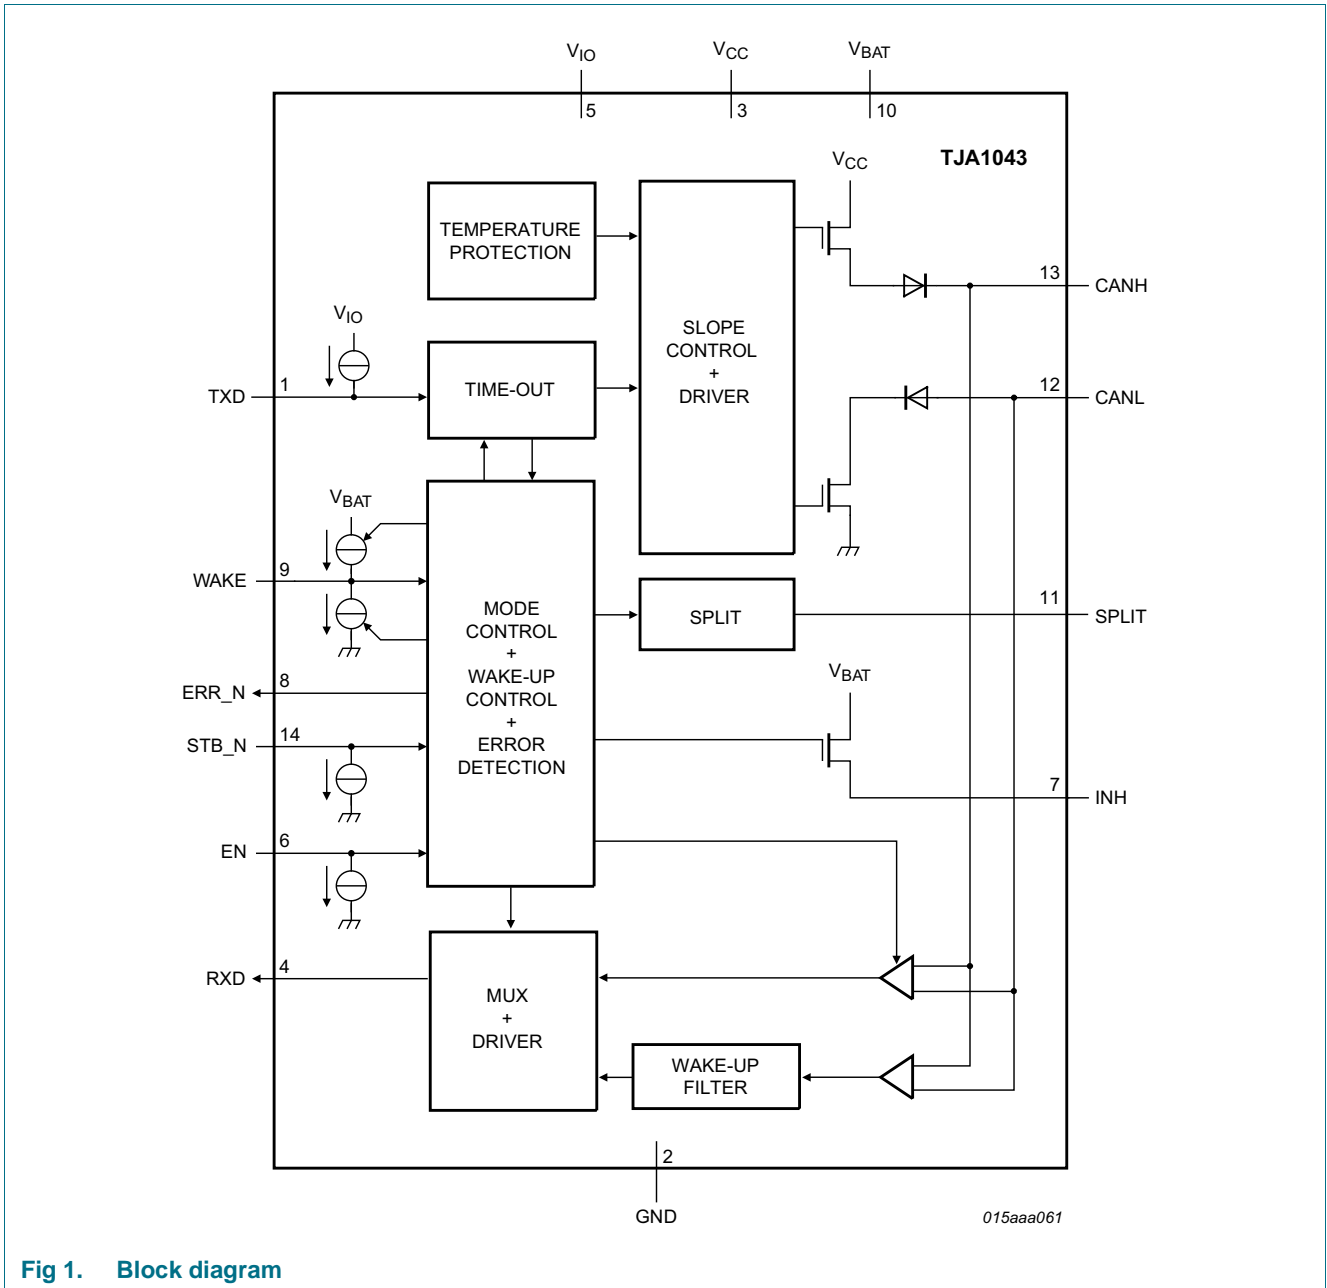 VIO
VCC
VBAT
5
3
10
TJA1043
VCC
TEMPERATURE
PROTECTION
SLOPE
CONTROL
+
DRIVER
13
CANH
VIO
TXD
1
TIME-OUT
12
CANL
VBAT
WAKE
9
MODE
CONTROL
+
WAKE-UP
CONTROL
+
ERROR
DETECTION
SPLIT
11
SPLIT
ERR_N
8
VBAT
STB_N
14
7
INH
EN
6
RXD
4
MUX
+
DRIVER
WAKE-UP
FILTER
2
GND
015aaa061
Fig 1. Block diagram